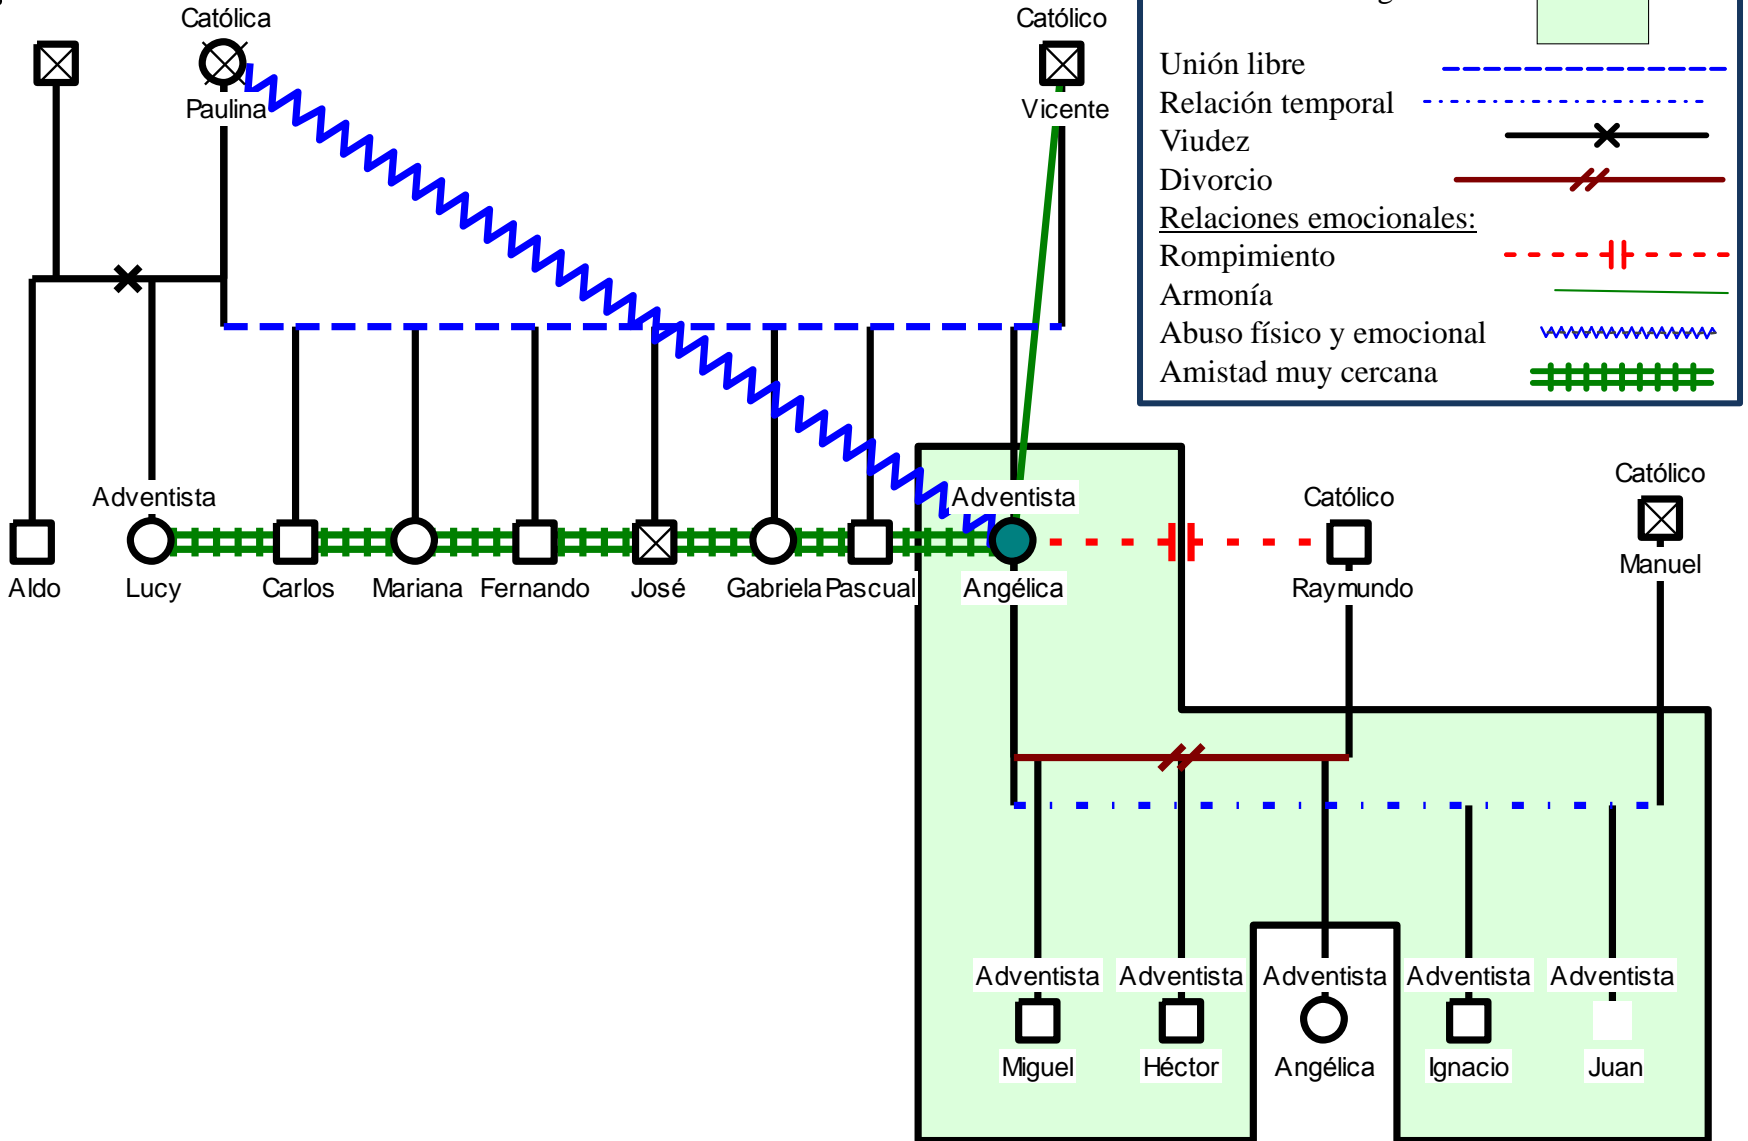 Católica
Católico
Paulina
Vicente
Unión libre
Relación temporal
Viudez
Divorcio
Relaciones emocionales:
Rompimiento
Armonía
Abuso físico y emocional
Amistad muy cercana
Adventista
Adventista
Católico
Católico
Aldo
Lucy
Carlos
Mariana
Fernando
José
Gabriela
Pascual
Angélica
Raymundo
Manuel
Adventista
Adventista
Adventista
Adventista
Adventista
Miguel
Héctor
Angélica
Ignacio
Juan